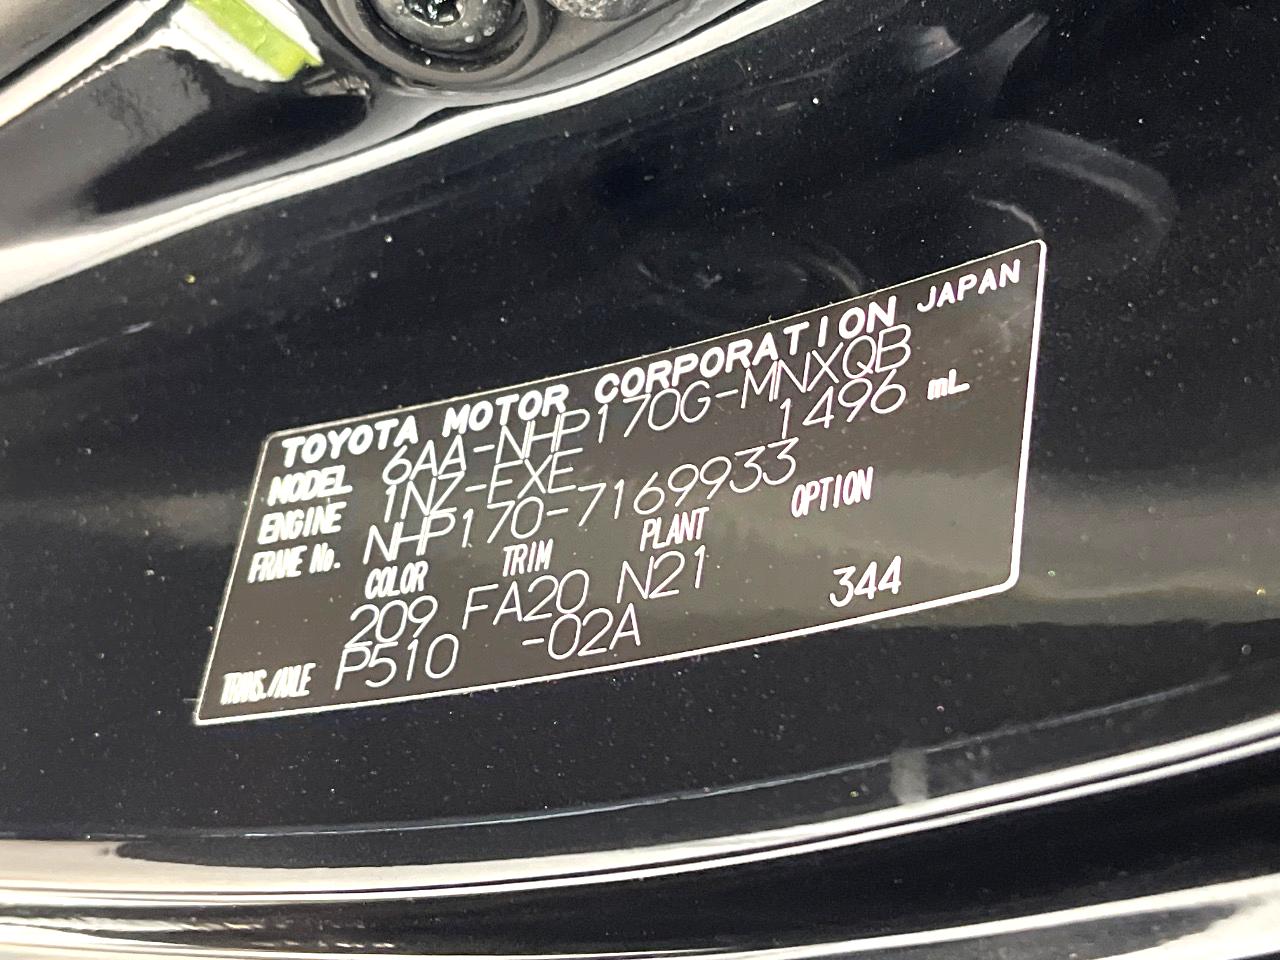 TOYOTA MOTOR CORPORATION JAPAN
MODEL 6AA-NHP170G-MNXQB
ENGINE 1NZ-FXE 1496 mL
FRAME No. NHP170-7169933
COLOR TRIM PLANT OPTION
209 FA20 N21
TRANS./AXLE P510 -02A 344